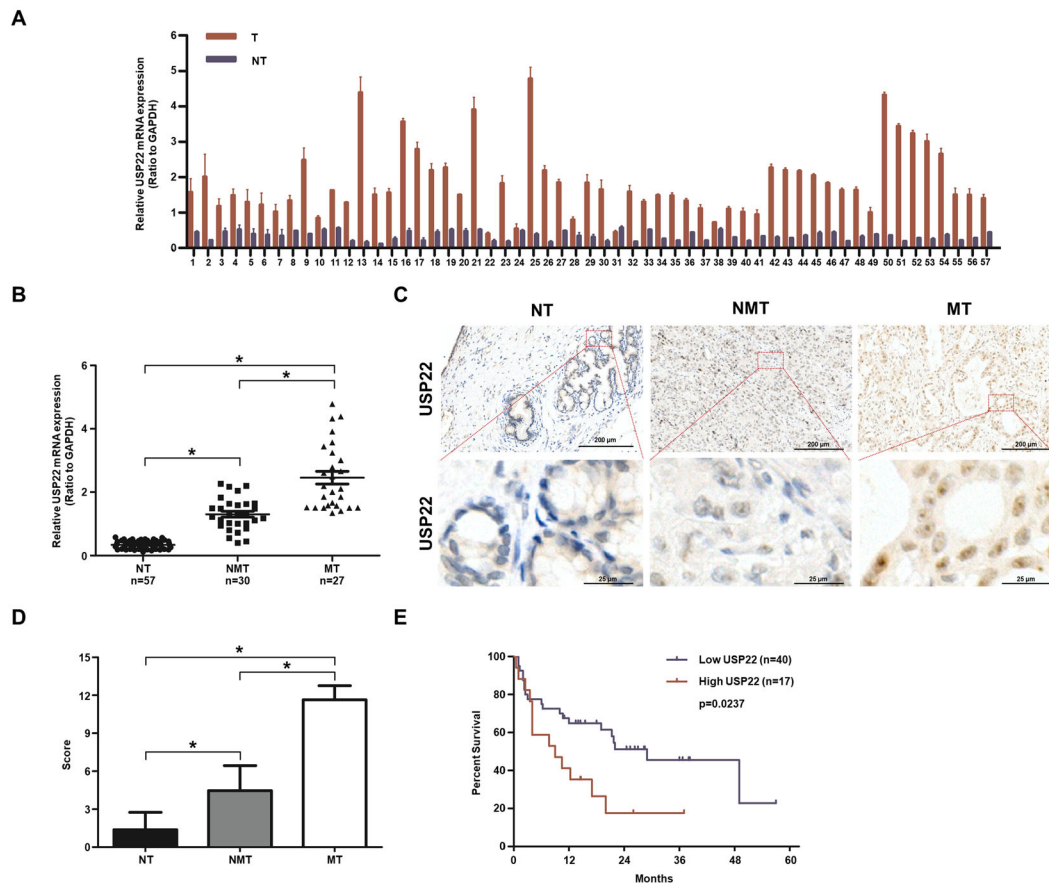 A
Relative USP22 mRNA expression
(Ratio to GAPDH)
6
5
4
3
2
1
0
T
NT
1 2 3 4 5 6 7 8 9 10 11 12 13 14 15 16 17 18 19 20 21 22 23 24 25 26 27 28 29 30 31 32 33 34 35 36 37 38 39 40 41 42 43 44 45 46 47 48 49 50 51 52 53 54 55 56 57
B
Relative USP22 mRNA expression
(Ratio to GAPDH)
6
4
2
0
*
*
*
NT NMT MT
n=57 n=30 n=27
C
NT NMT MT
USP22
200 μm 200 μm 200 μm
USP22
25 μm 25 μm 25 μm
D
Score
15
12
9
6
3
0
*
*
*
NT NMT MT
E
Percent Survival
100
80
60
40
20
0
Low USP22 (n=40)
High USP22 (n=17)
p=0.0237
0 12 24 36 48 60
Months